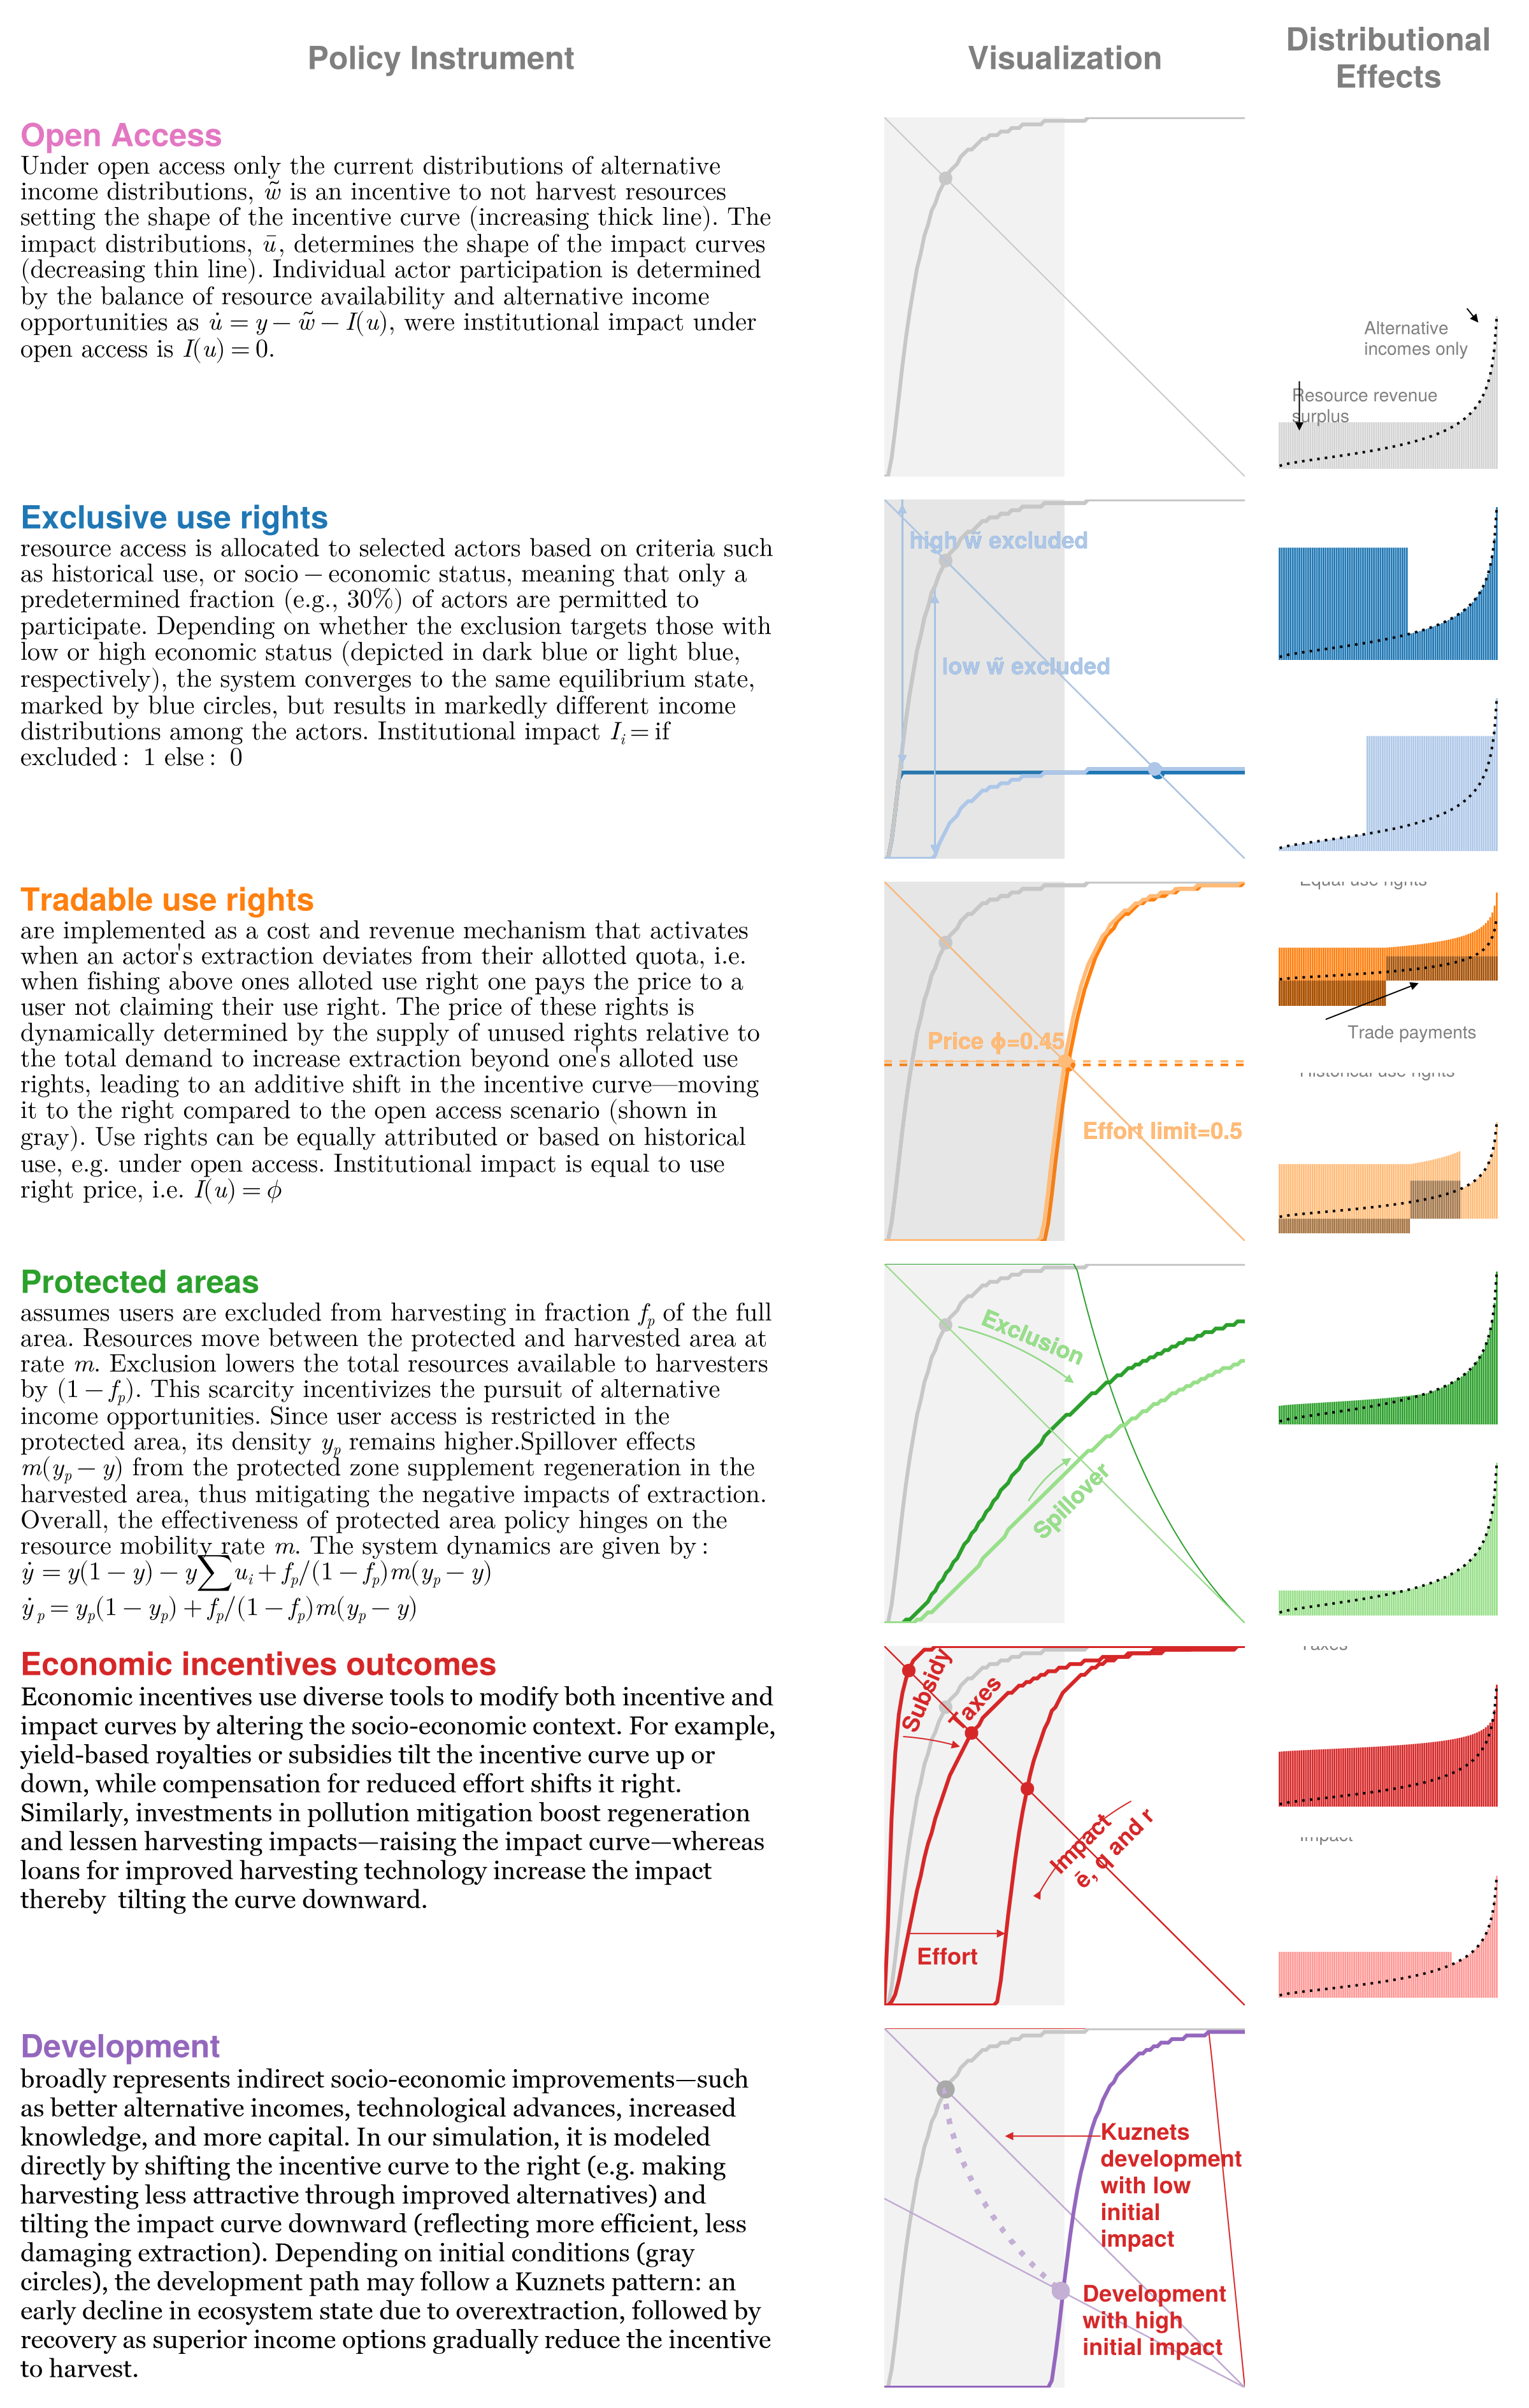 Policy Instrument
Visualization
Distributional
Effects
Open Access
Under open access only the current distributions of alternative
income distributions, w̃ is an incentive to not harvest resources
setting the shape of the incentive curve (increasing thick line). The
impact distributions, ū, determines the shape of the impact curves
(decreasing thin line). Individual actor participation is determined
by the balance of resource availability and alternative income
opportunities as u̇ = y − w̃ − I(u), were institutional impact under
open access is I(u) = 0.
Alternative
incomes only
Resource revenue
surplus
Exclusive use rights
resource access is allocated to selected actors based on criteria such
as historical use, or socio − economic status, meaning that only a
predetermined fraction (e.g., 30%) of actors are permitted to
participate. Depending on whether the exclusion targets those with
low or high economic status (depicted in dark blue or light blue,
respectively), the system converges to the same equilibrium state,
marked by blue circles, but results in markedly different income
distributions among the actors. Institutional impact Iᵢ = if
excluded : 1 else : 0
high w̃ excluded
low w̃ excluded
Tradable use rights
are implemented as a cost and revenue mechanism that activates
when an actor's extraction deviates from their allotted quota, i.e.
when fishing above ones alloted use right one pays the price to a
user not claiming their use right. The price of these rights is
dynamically determined by the supply of unused rights relative to
the total demand to increase extraction beyond one's alloted use
rights, leading to an additive shift in the incentive curve—moving
it to the right compared to the open access scenario (shown in
gray). Use rights can be equally attributed or based on historical
use, e.g. under open access. Institutional impact is equal to use
right price, i.e. I(u) = ϕ
Price ϕ=0.45
Effort limit=0.5
Equal use rights
Trade payments
Historical use rights
Protected areas
assumes users are excluded from harvesting in fraction fₚ of the full
area. Resources move between the protected and harvested area at
rate m. Exclusion lowers the total resources available to harvesters
by (1 − fₚ). This scarcity incentivizes the pursuit of alternative
income opportunities. Since user access is restricted in the
protected area, its density yₚ remains higher.Spillover effects
m(yₚ − y) from the protected zone supplement regeneration in the
harvested area, thus mitigating the negative impacts of extraction.
Overall, the effectiveness of protected area policy hinges on the
resource mobility rate m. The system dynamics are given by :
ẏ = y(1 − y) − y∑uᵢ + fₚ/(1 − fₚ)m(yₚ − y)
ẏₚ = yₚ(1 − yₚ) + fₚ/(1 − fₚ)m(yₚ − y)
Exclusion
Spillover
Economic incentives outcomes
Economic incentives use diverse tools to modify both incentive and
impact curves by altering the socio-economic context. For example,
yield-based royalties or subsidies tilt the incentive curve up or
down, while compensation for reduced effort shifts it right.
Similarly, investments in pollution mitigation boost regeneration
and lessen harvesting impacts—raising the impact curve—whereas
loans for improved harvesting technology increase the impact
thereby  tilting the curve downward.
Subsidy
Taxes
Impact
ē, q and r
Effort
Taxes
Impact
Development
broadly represents indirect socio-economic improvements—such
as better alternative incomes, technological advances, increased
knowledge, and more capital. In our simulation, it is modeled
directly by shifting the incentive curve to the right (e.g. making
harvesting less attractive through improved alternatives) and
tilting the impact curve downward (reflecting more efficient, less
damaging extraction). Depending on initial conditions (gray
circles), the development path may follow a Kuznets pattern: an
early decline in ecosystem state due to overextraction, followed by
recovery as superior income options gradually reduce the incentive
to harvest.
Kuznets
development
with low
initial
impact
Development
with high
initial impact